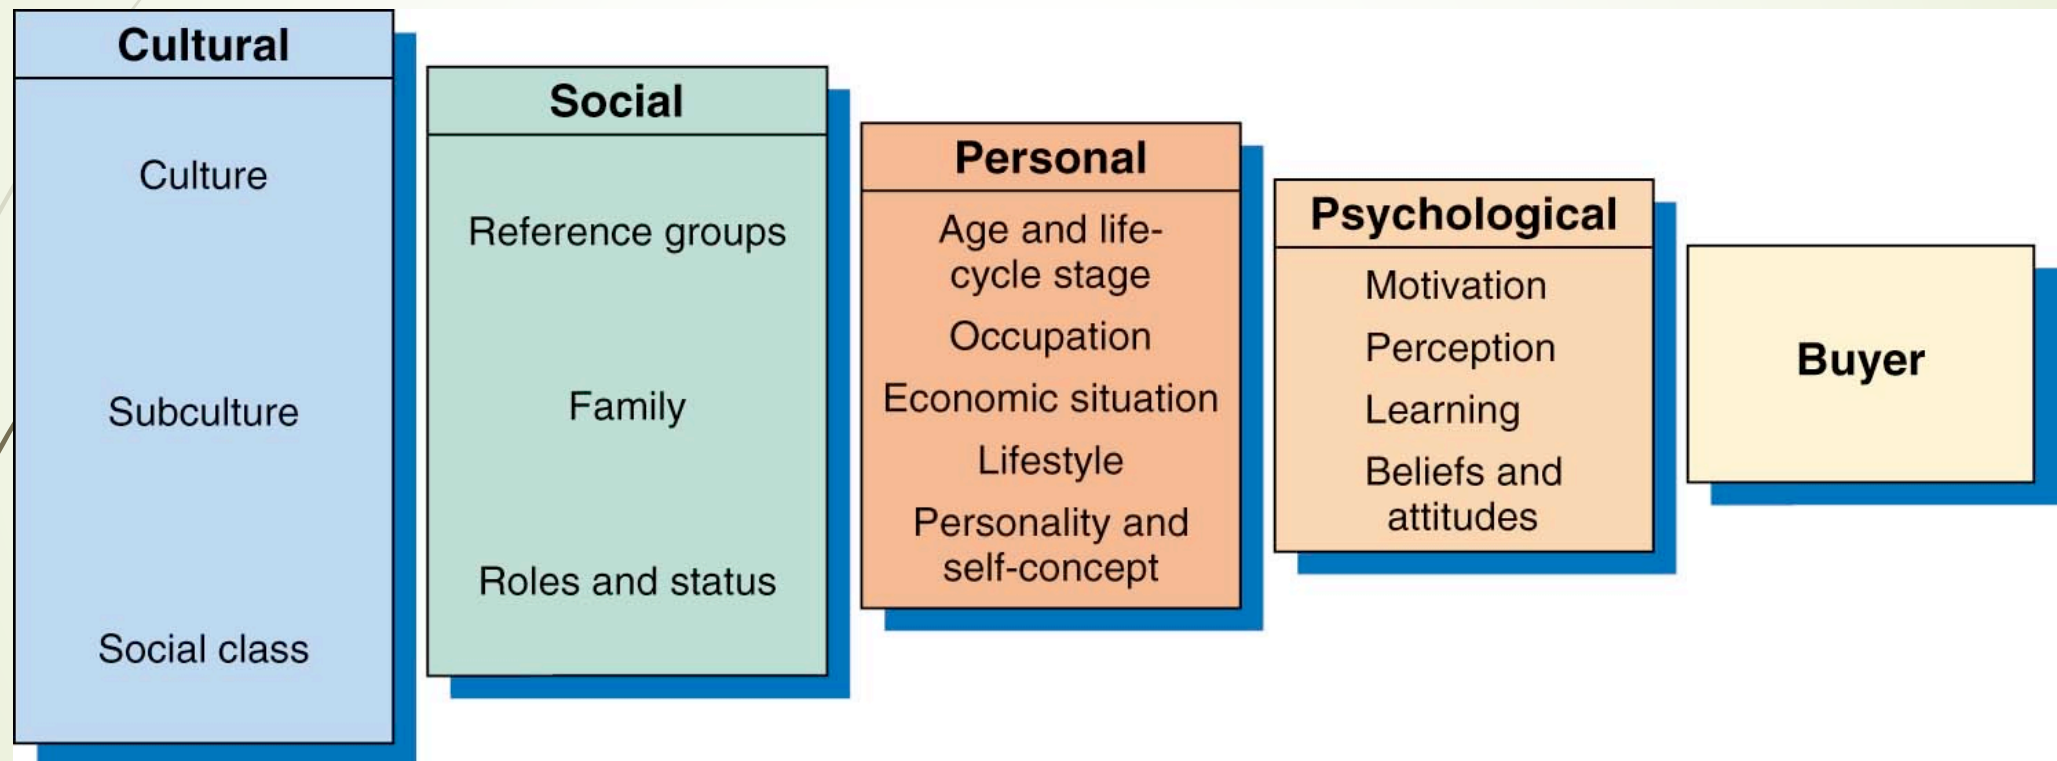 Cultural
Culture
Subculture
Social class
Social
Reference groups
Family
Roles and status
Personal
Age and life-
cycle stage
Occupation
Economic situation
Lifestyle
Personality and
self-concept
Psychological
Motivation
Perception
Learning
Beliefs and
attitudes
Buyer